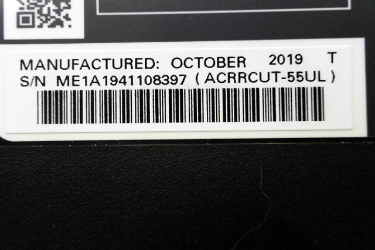 MANUFACTURED: OCTOBER 2019 T
S/N ME1A1941108397 (ACRRCUT-55UL)